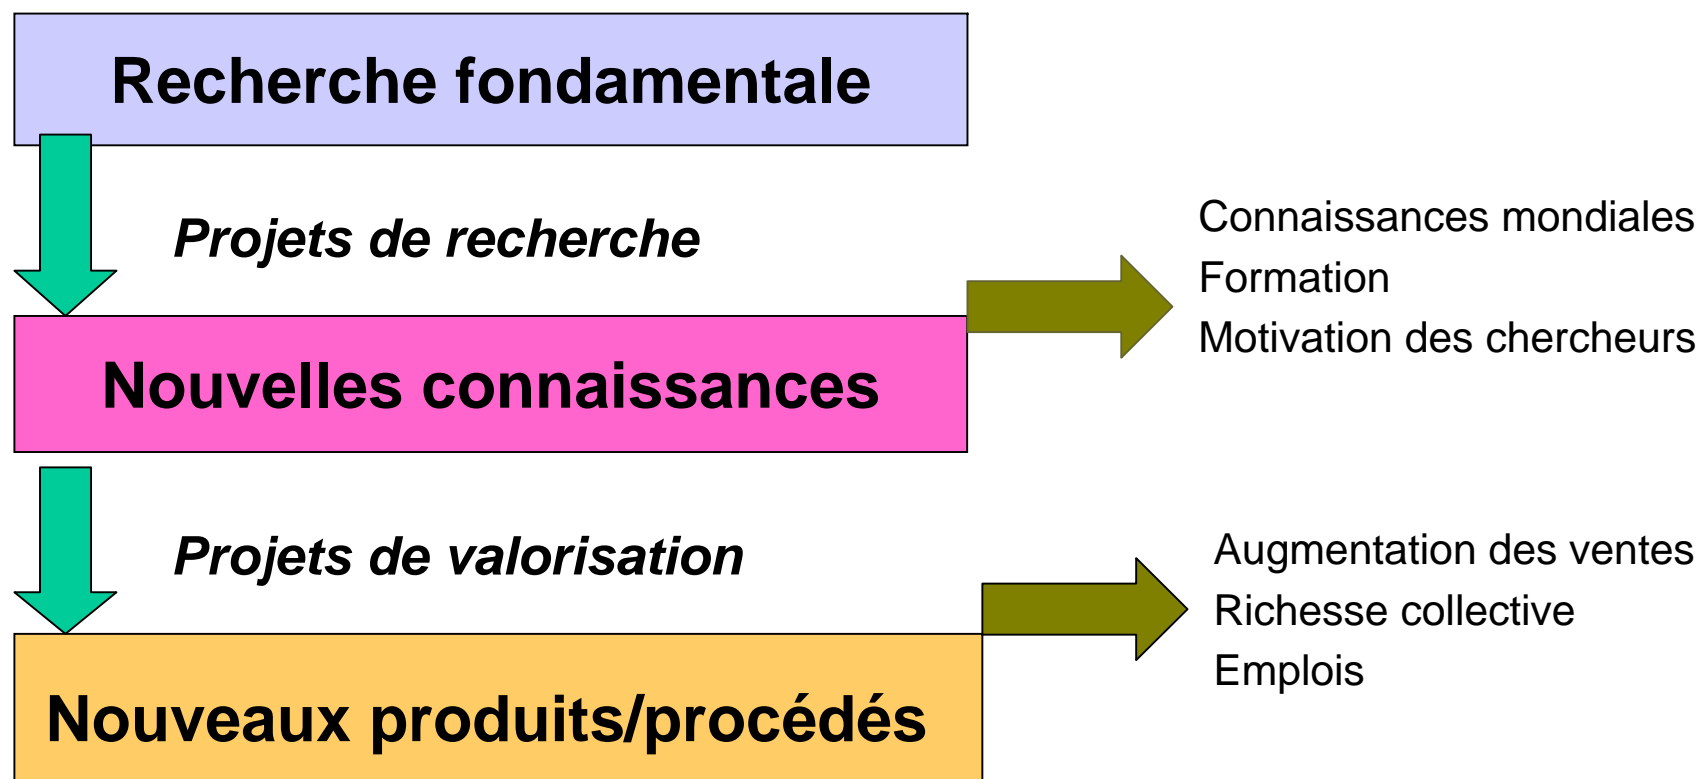 Recherche fondamentale
Projets de recherche
Connaissances mondiales
Formation
Motivation des chercheurs
Nouvelles connaissances
Projets de valorisation
Augmentation des ventes
Richesse collective
Emplois
Nouveaux produits/procédés